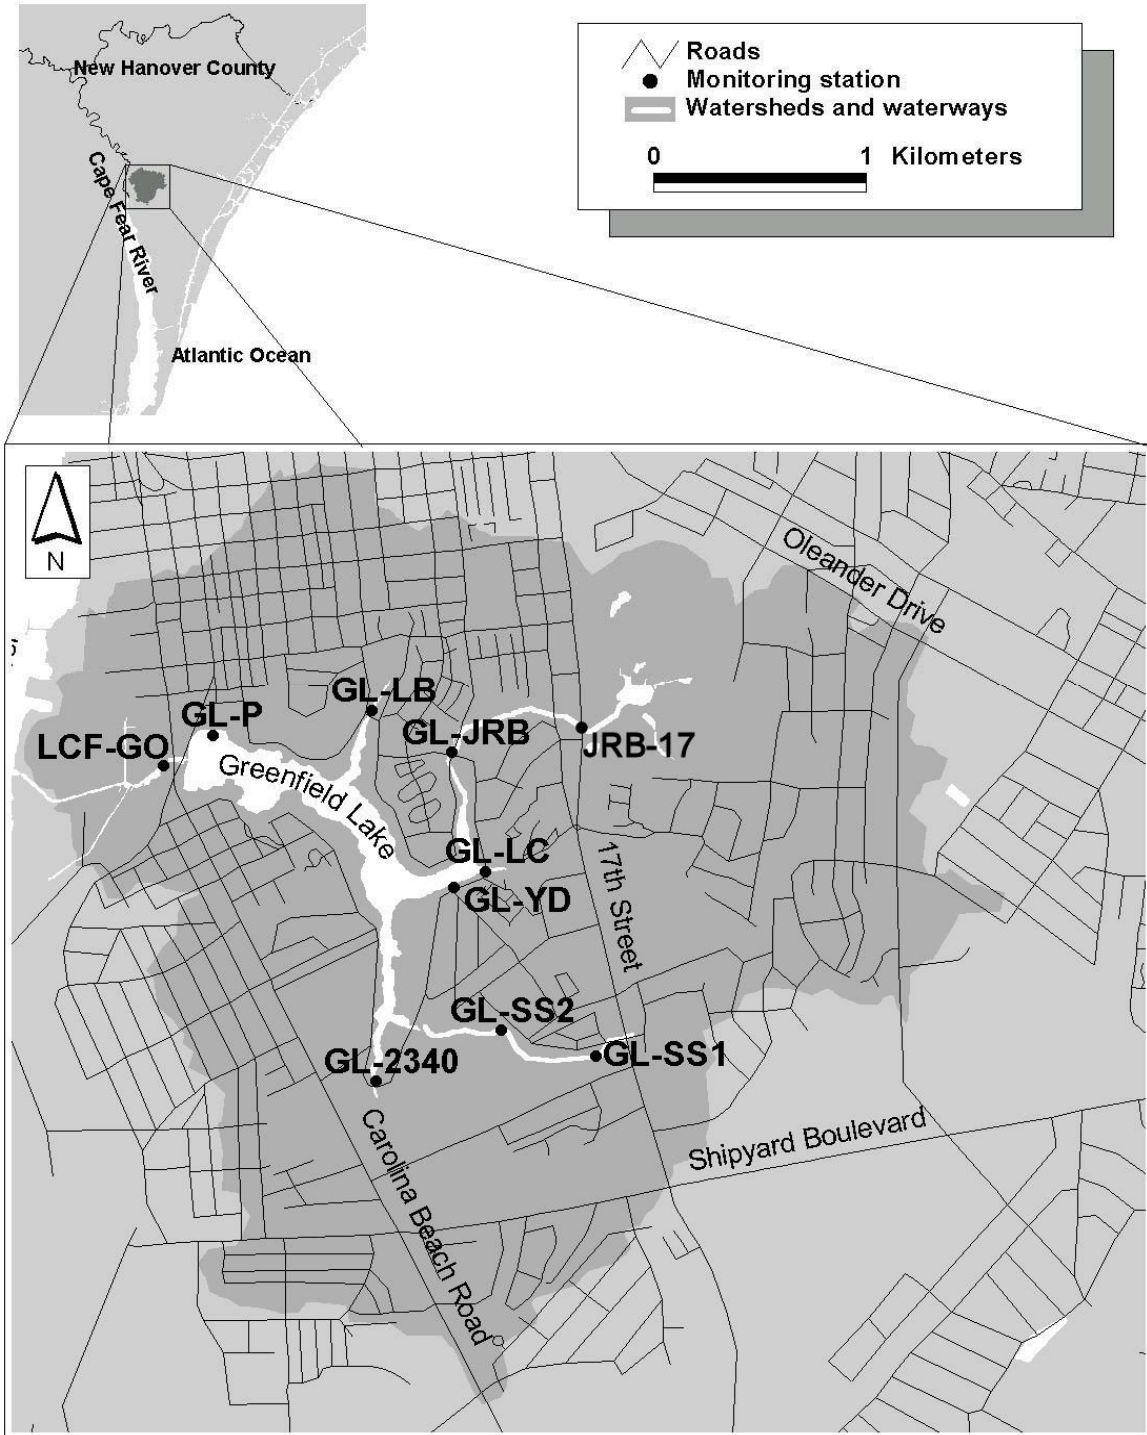 New Hanover County
Cape Fear River
Atlantic Ocean
Roads
Monitoring station
Watersheds and waterways
0 1 Kilometers
N
Oleander Drive
GL-LB
GL-P
GL-JRB
JRB-17
LCF-GO
Greenfield Lake
GL-LC
GL-YD
17th Street
GL-SS2
GL-SS1
GL-2340
Carolina Beach Road
Shipyard Boulevard